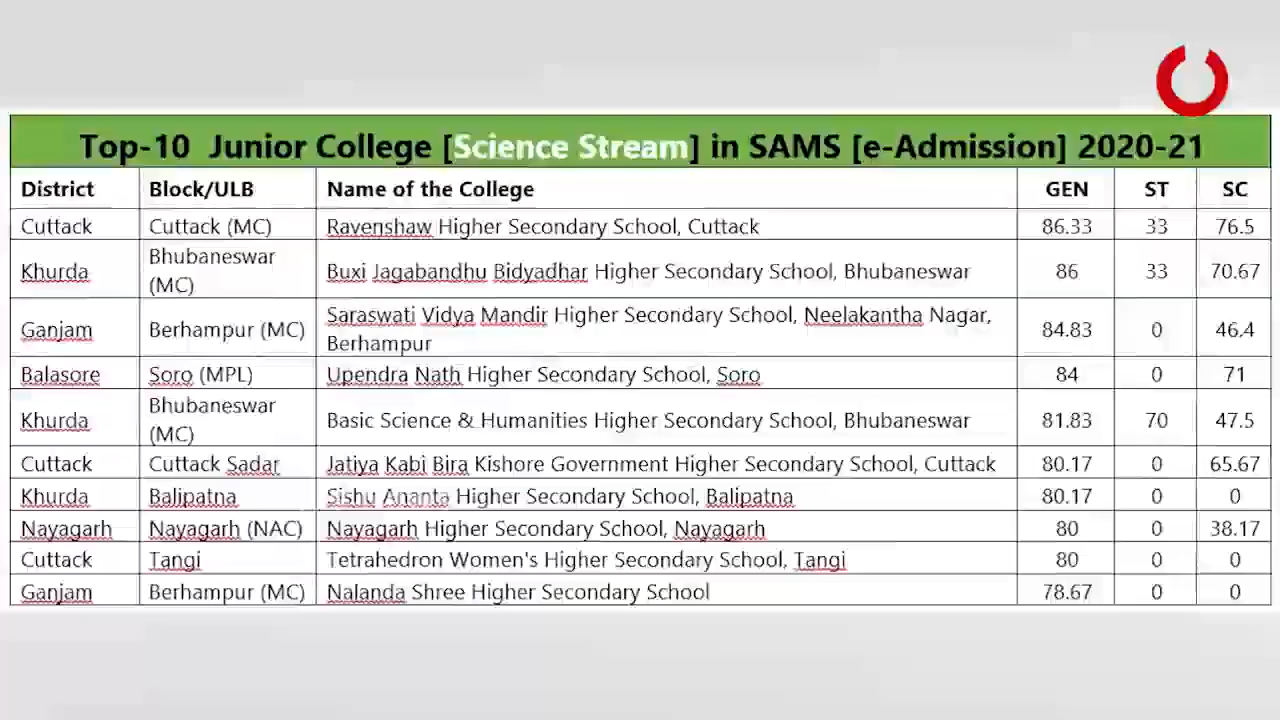 Top-10 Junior College [Science Stream] in SAMS [e-Admission] 2020-21
District Block/ULB Name of the College GEN ST SC
Cuttack Cuttack (MC) Ravenshaw Higher Secondary School, Cuttack 86.33 33 76.5
Khurda Bhubaneswar (MC) Buxi Jagabandhu Bidyadhar Higher Secondary School, Bhubaneswar 86 33 70.67
Ganjam Berhampur (MC) Saraswati Vidya Mandir Higher Secondary School, Neelakantha Nagar, Berhampur 84.83 0 46.4
Balasore Soro (MPL) Upendra Nath Higher Secondary School, Soro 84 0 71
Khurda Bhubaneswar (MC) Basic Science & Humanities Higher Secondary School, Bhubaneswar 81.83 70 47.5
Cuttack Cuttack Sadar Jatiya Kabi Bira Kishore Government Higher Secondary School, Cuttack 80.17 0 65.67
Khurda Balipatna Sishu Ananta Higher Secondary School, Balipatna 80.17 0 0
Nayagarh Nayagarh (NAC) Nayagarh Higher Secondary School, Nayagarh 80 0 38.17
Cuttack Tangi Tetrahedron Women's Higher Secondary School, Tangi 80 0 0
Ganjam Berhampur (MC) Nalanda Shree Higher Secondary School 78.67 0 0